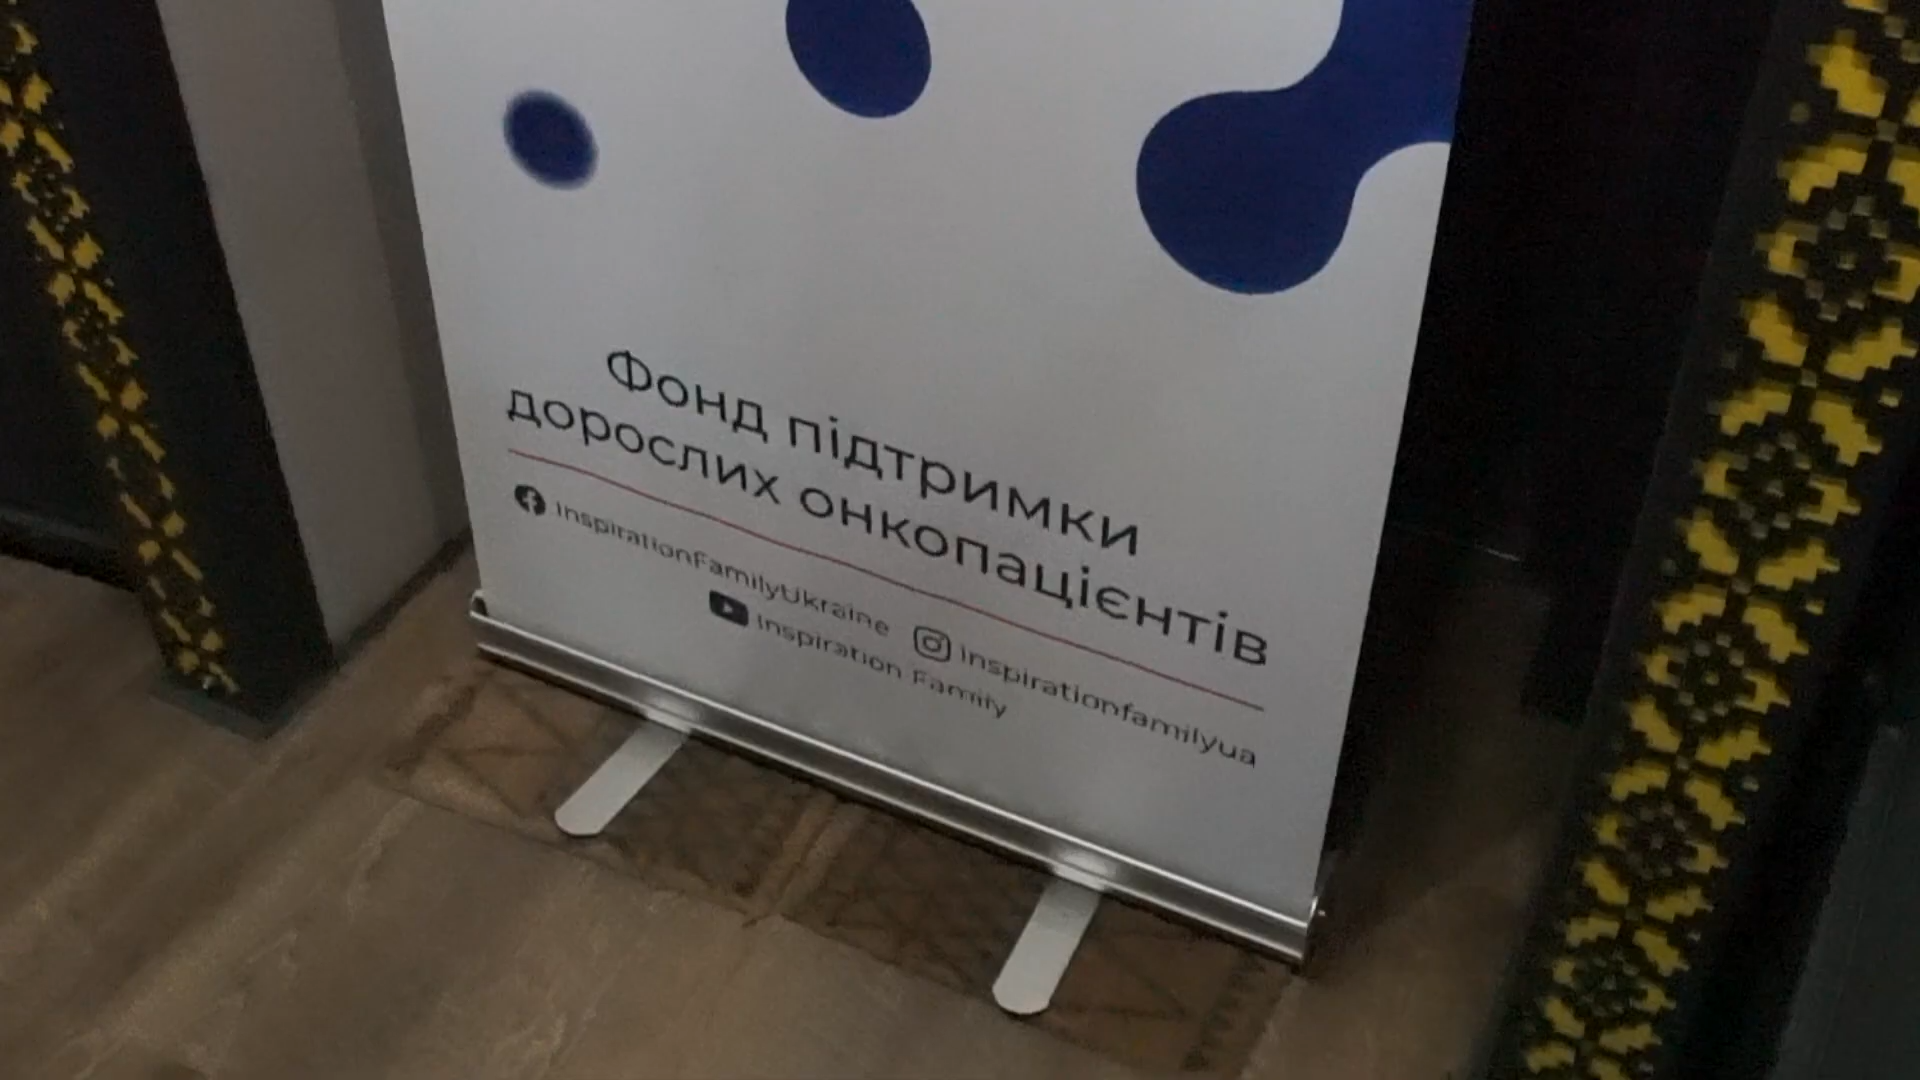 Фонд підтримки
дорослих онкопацієнтів
InspirationFamilyUkraine inspirationfamilyua
Inspiration Family